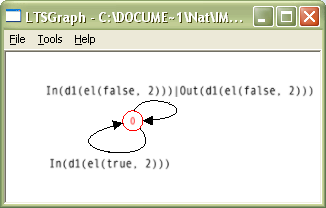 LTSGraph - C:\DOCUME~1\Nat\IM...
File Tools Help
In(d1(el(false, 2)))|Out(d1(el(false, 2)))
0
In(d1(el(true, 2)))